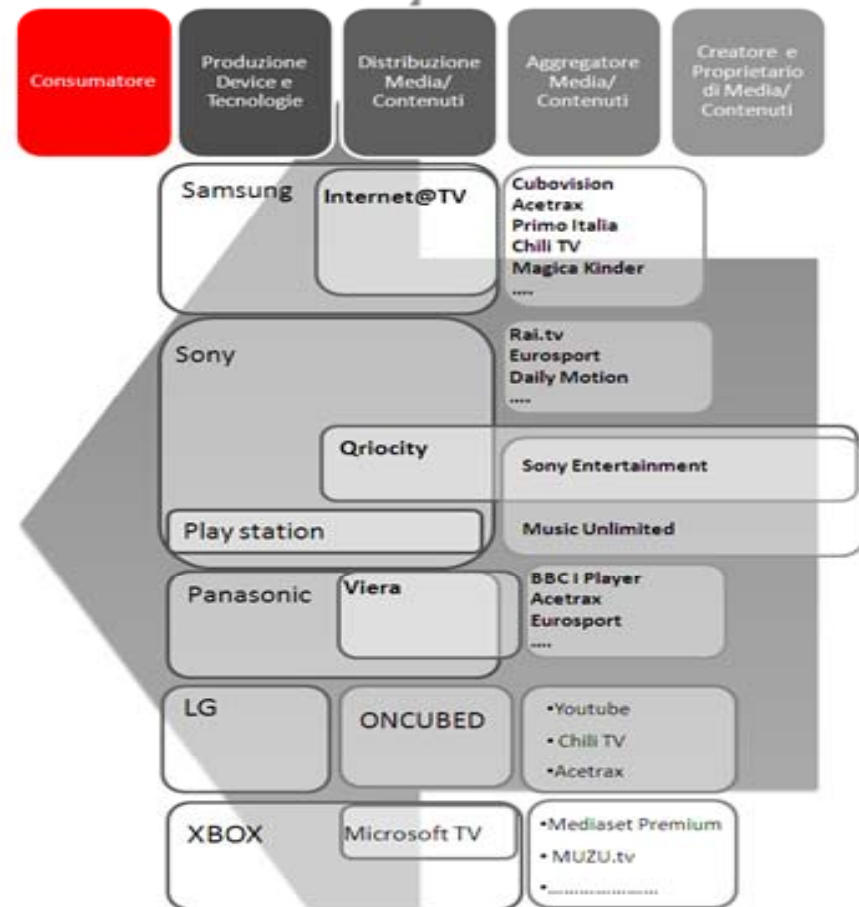 Consumatore
Produzione
Device e
Tecnologie
Distribuzione
Media/
Contenuti
Aggregatore
Media/
Contenuti
Creatore e
Proprietario
di Media/
Contenuti
Samsung
Internet@TV
Cubovision
Acetrax
Primo Italia
Chili TV
Magica Kinder
....
Sony
Rai.tv
Eurosport
Daily Motion
....
Qriocity
Sony Entertainment
Play station
Music Unlimited
Panasonic
Viera
BBC I Player
Acetrax
Eurosport
....
LG
ONCUBED
•Youtube
• Chili TV
•Acetrax
XBOX
Microsoft TV
•Mediaset Premium
• MUZU.tv
•...................